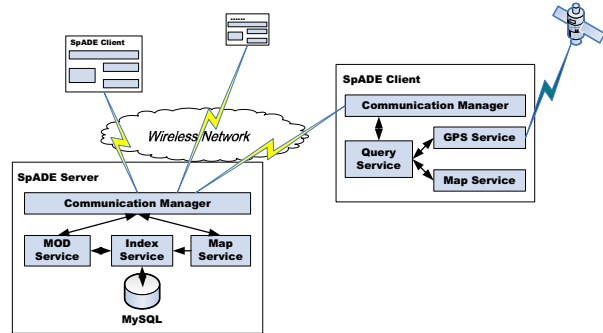 SpADE Client
......
SpADE Client
Communication Manager
GPS Service
Query
Service
Map Service
Wireless Network
SpADE Server
Communication Manager
MOD
Service
Index
Service
Map
Service
MySQL